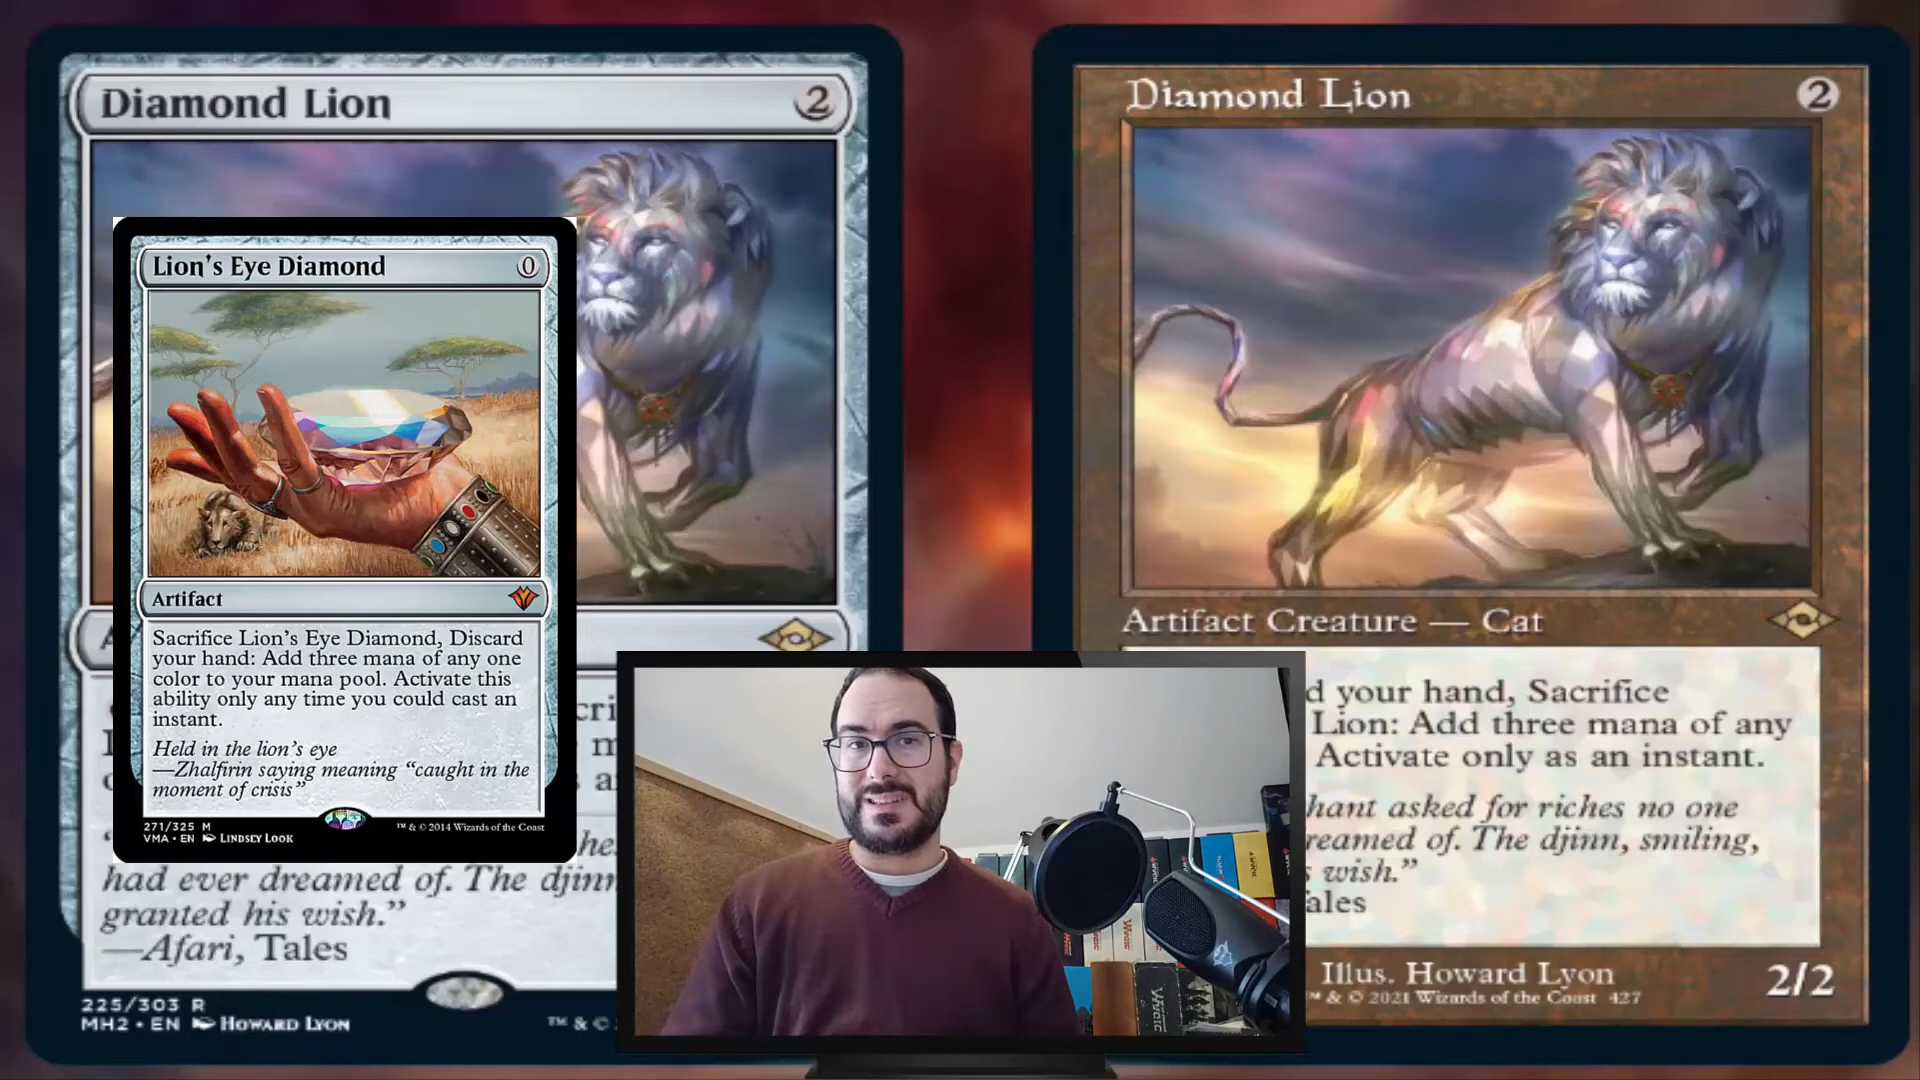 Diamond Lion 2
Lion's Eye Diamond 0
Artifact
Sacrifice Lion's Eye Diamond, Discard
your hand: Add three mana of any one
color to your mana pool. Activate this
ability only any time you could cast an
instant.
Held in the lion's eye
—Zhalfirin saying meaning “caught in the
moment of crisis”
271/325 M
VMA • EN LINDSEY LOOK
™ & © 2014 Wizards of the Coast
had ever dreamed of. The djinn
granted his wish.”
—Afari, Tales
225/303 R
MH2 • EN HOWARD LYON
™ & ©
Diamond Lion 2
Artifact Creature — Cat
your hand, Sacrifice
Lion: Add three mana of any
Activate only as an instant.
asked for riches no one
of. The djinn, smiling,
wish.”
Illus. Howard Lyon
™ & © 2021 Wizards of the Coast 427
2/2